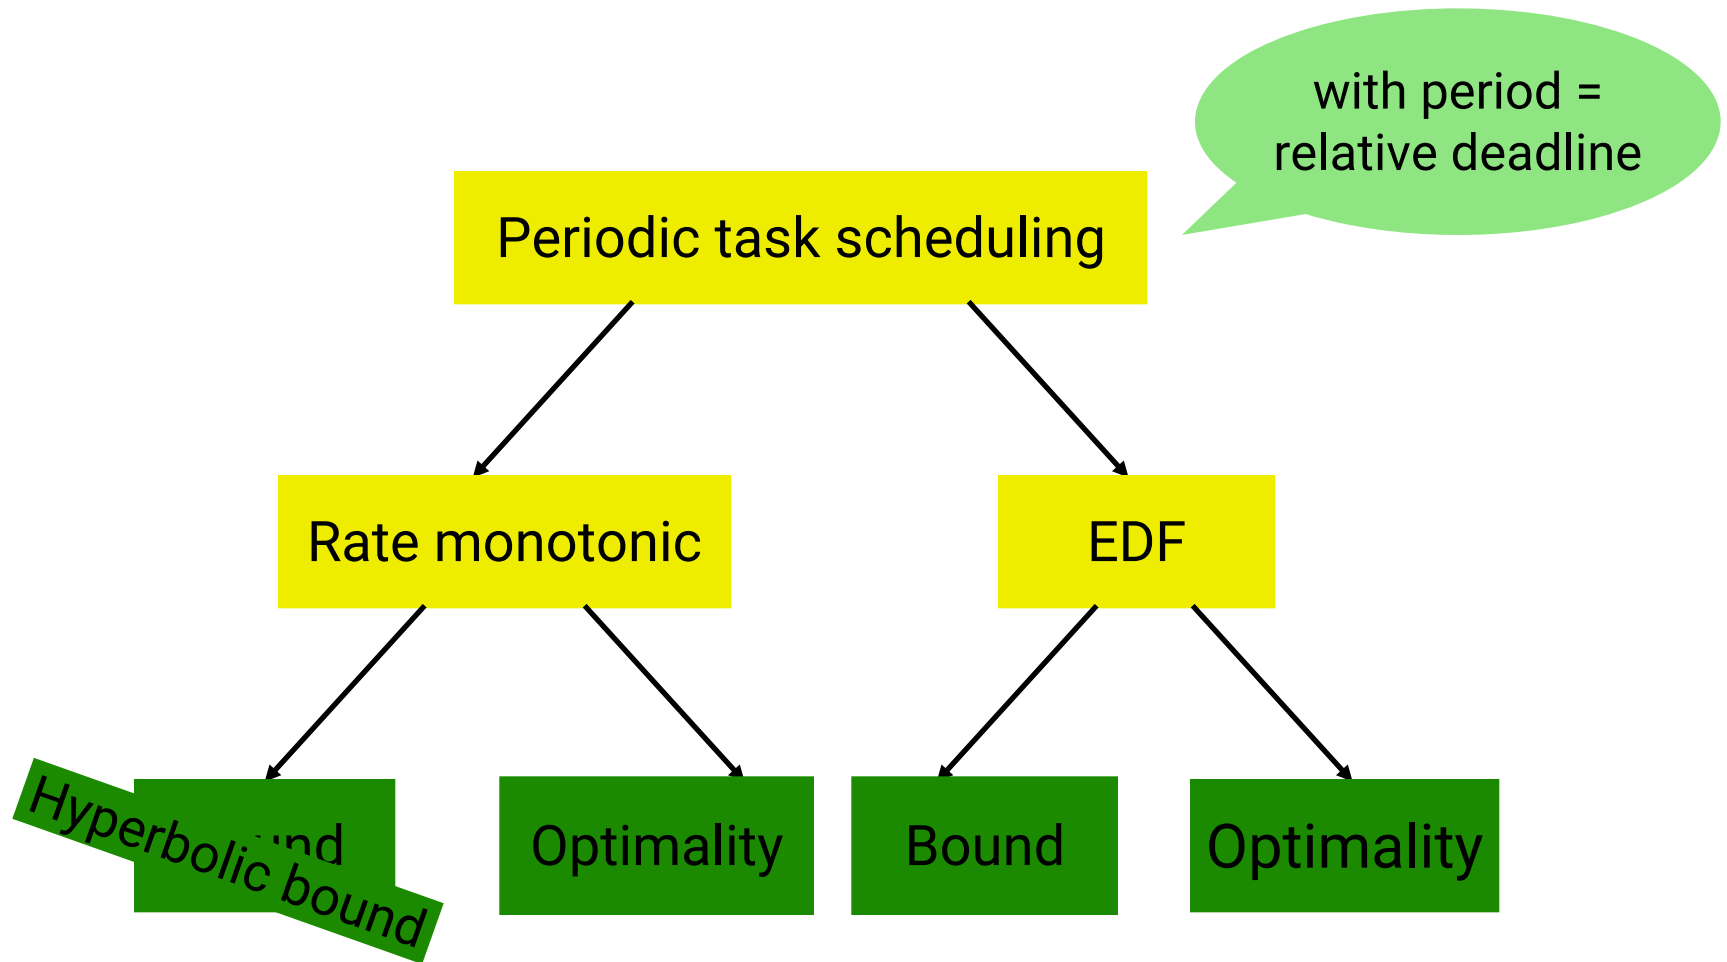 with period =
relative deadline
Periodic task scheduling
Rate monotonic
EDF
Hyperbolic bound
Optimality
Bound
Optimality